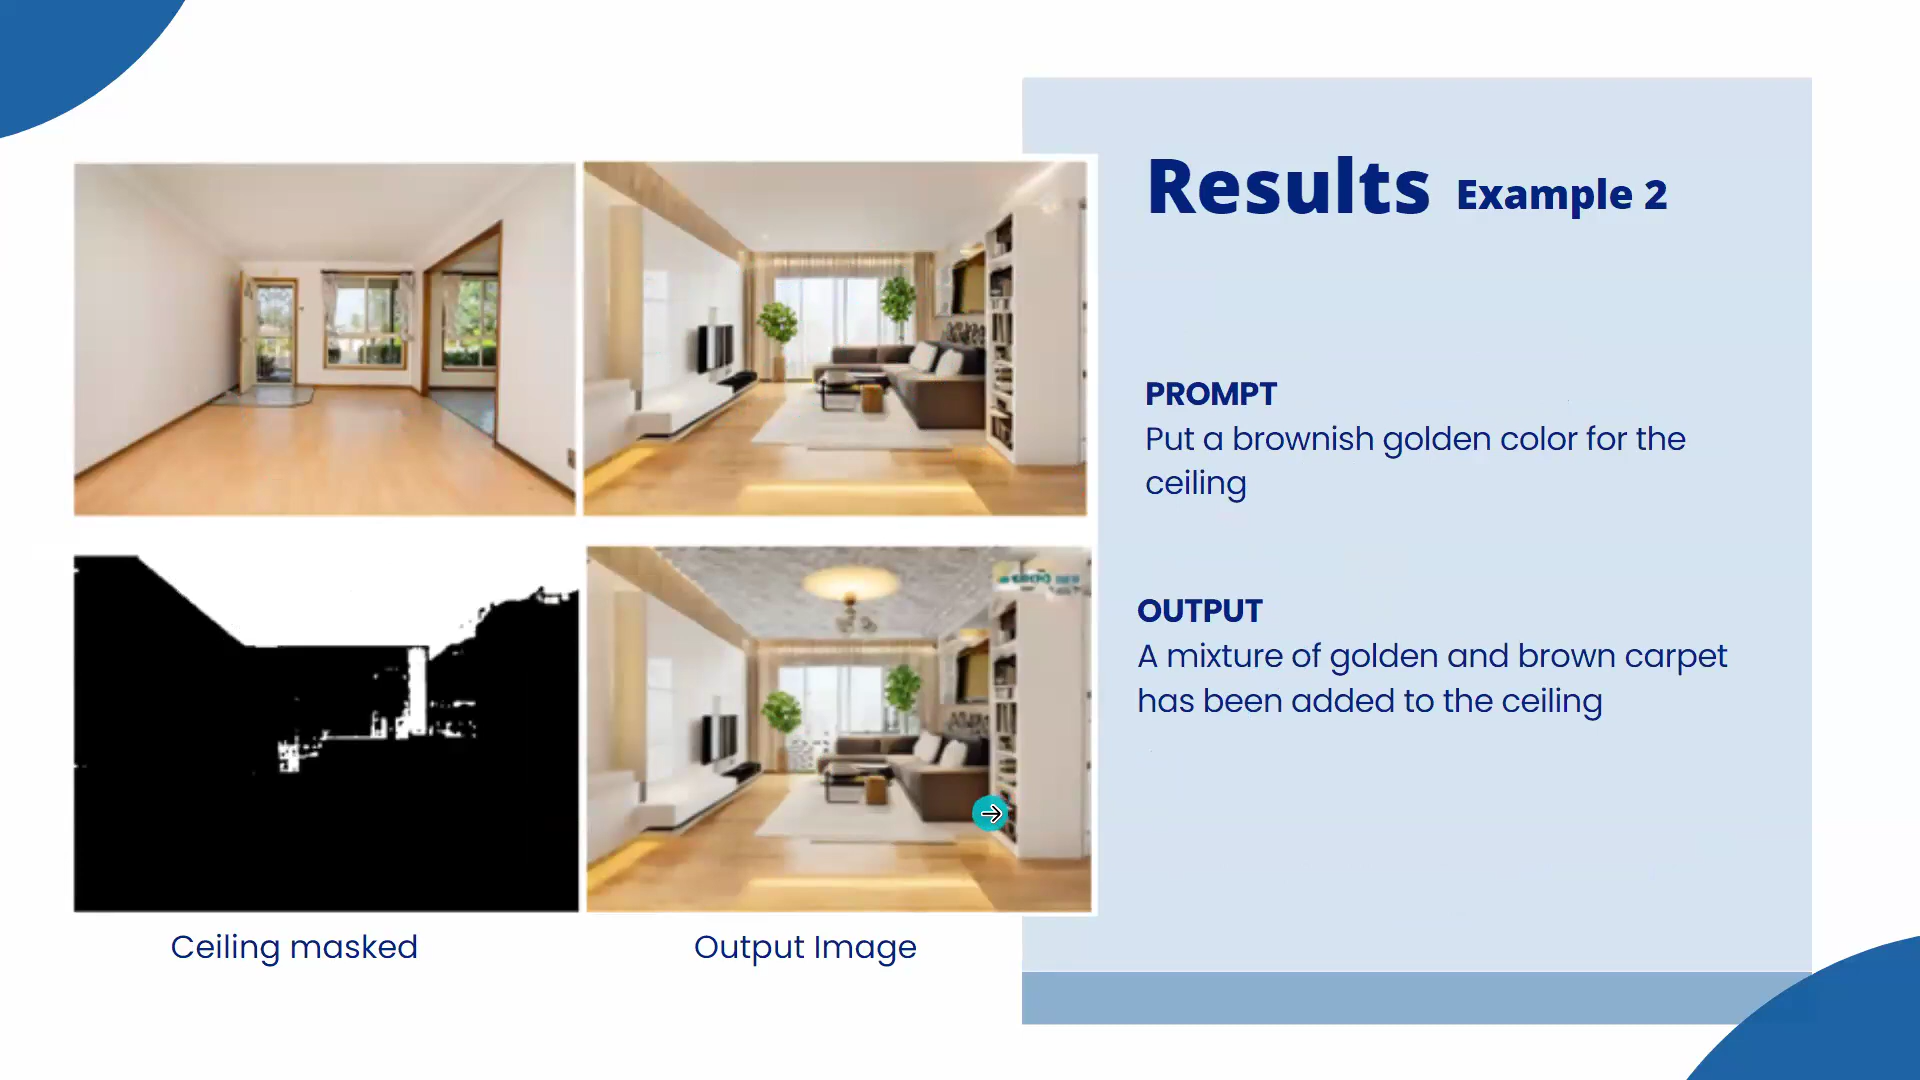 Results Example 2
PROMPT
Put a brownish golden color for the
ceiling
OUTPUT
A mixture of golden and brown carpet
has been added to the ceiling
Ceiling masked
Output Image